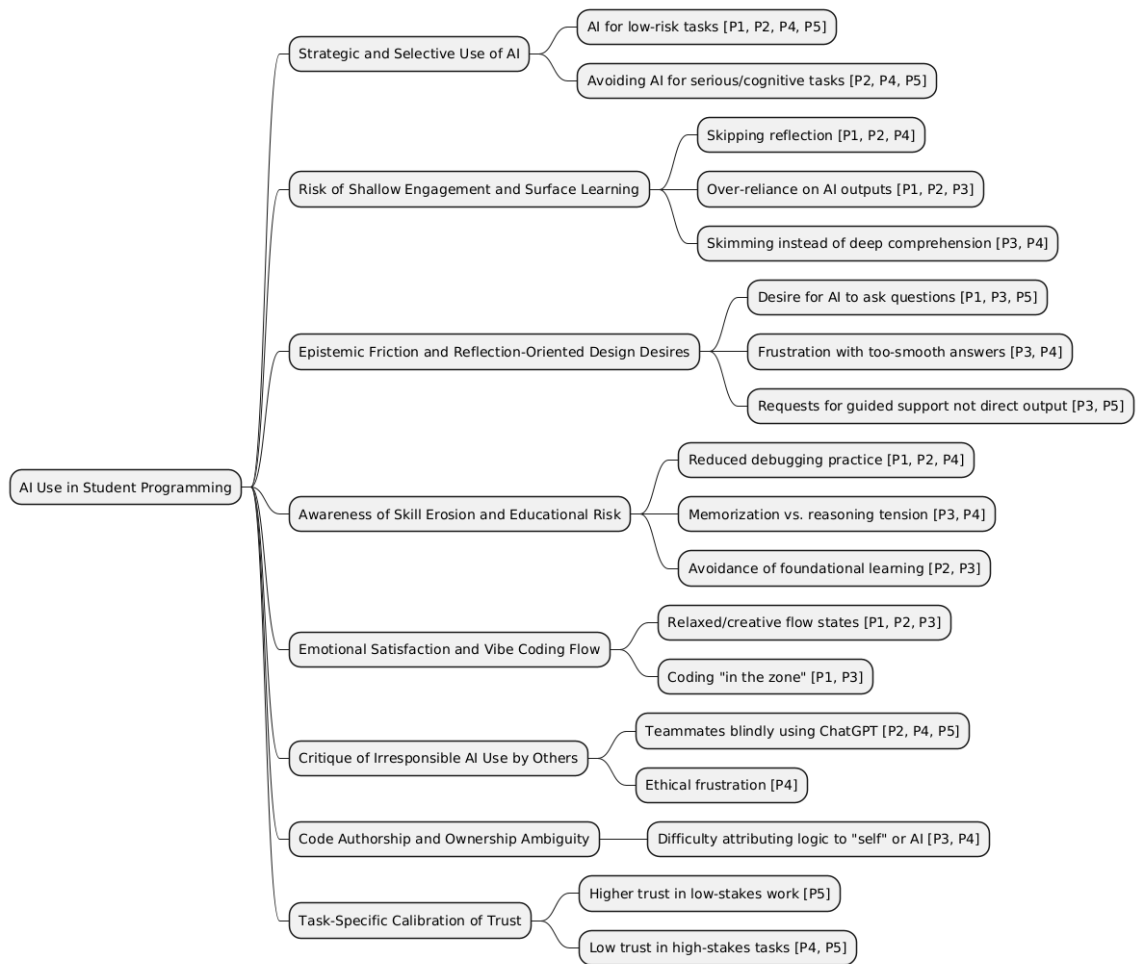 AI Use in Student Programming
Strategic and Selective Use of AI
AI for low-risk tasks [P1, P2, P4, P5]
Avoiding AI for serious/cognitive tasks [P2, P4, P5]
Risk of Shallow Engagement and Surface Learning
Skipping reflection [P1, P2, P4]
Over-reliance on AI outputs [P1, P2, P3]
Skimming instead of deep comprehension [P3, P4]
Epistemic Friction and Reflection-Oriented Design Desires
Desire for AI to ask questions [P1, P3, P5]
Frustration with too-smooth answers [P3, P4]
Requests for guided support not direct output [P3, P5]
Awareness of Skill Erosion and Educational Risk
Reduced debugging practice [P1, P2, P4]
Memorization vs. reasoning tension [P3, P4]
Avoidance of foundational learning [P2, P3]
Emotional Satisfaction and Vibe Coding Flow
Relaxed/creative flow states [P1, P2, P3]
Coding "in the zone" [P1, P3]
Critique of Irresponsible AI Use by Others
Teammates blindly using ChatGPT [P2, P4, P5]
Ethical frustration [P4]
Code Authorship and Ownership Ambiguity
Difficulty attributing logic to "self" or AI [P3, P4]
Task-Specific Calibration of Trust
Higher trust in low-stakes work [P5]
Low trust in high-stakes tasks [P4, P5]